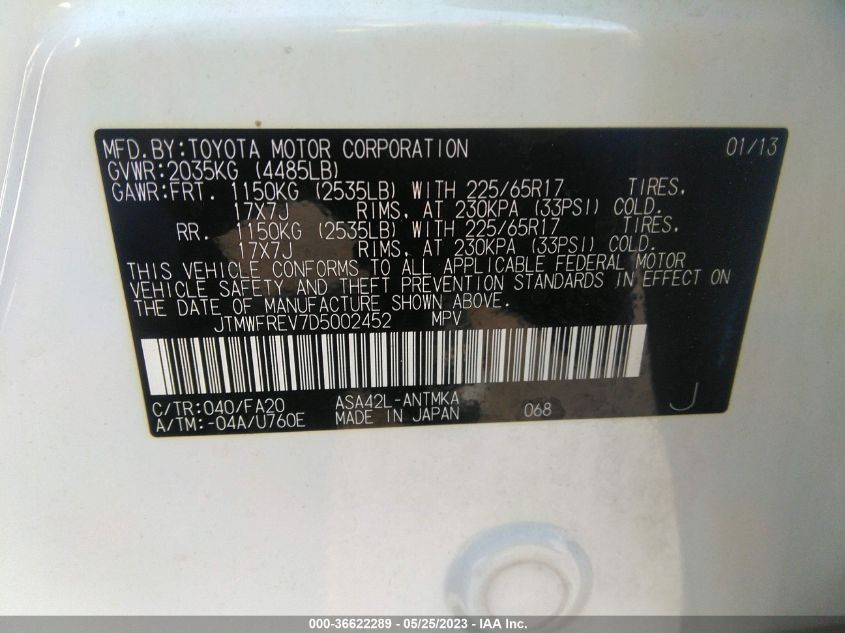 MFD.BY:TOYOTA MOTOR CORPORATION 01/13
GVWR:2035KG (4485LB)
GAWR:FRT. 1150KG (2535LB) WITH 225/65R17 TIRES,
17X7J RIMS, AT 230KPA (33PSI) COLD.
RR. 1150KG (2535LB) WITH 225/65R17 TIRES,
17X7J RIMS, AT 230KPA (33PSI) COLD.
THIS VEHICLE CONFORMS TO ALL APPLICABLE FEDERAL MOTOR
VEHICLE SAFETY AND THEFT PREVENTION STANDARDS IN EFFECT ON
THE DATE OF MANUFACTURE SHOWN ABOVE.
JTMWFREV7D5002452 MPV
C/TR:040/FA20 ASA42L-ANTMKA
A/TM:-04A/U760E MADE IN JAPAN 068 J
000-36622289 - 05/25/2023 - IAA Inc.